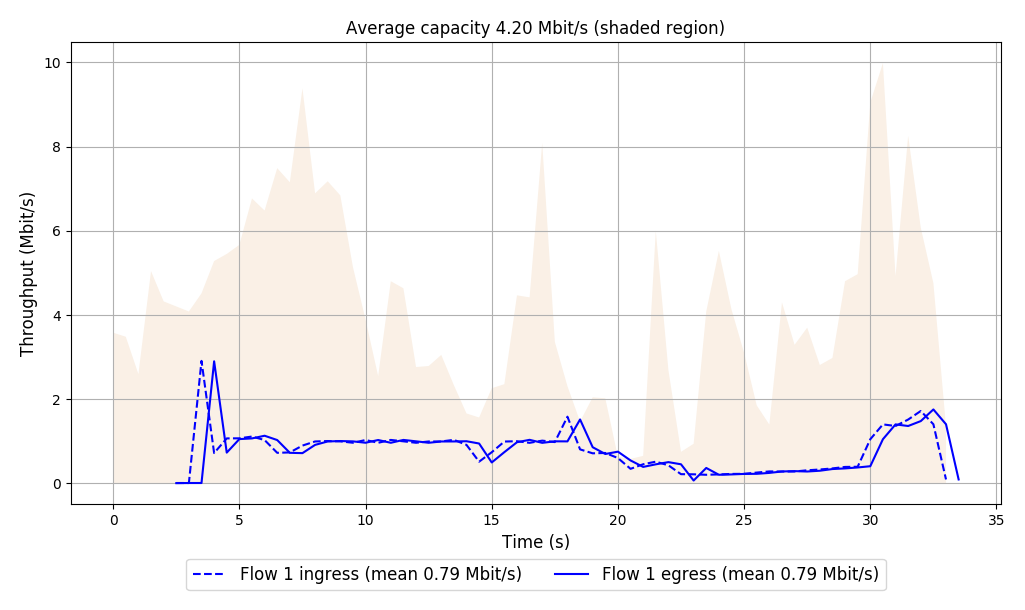 Average capacity 4.20 Mbit/s (shaded region)
Throughput (Mbit/s)
10
8
6
4
2
0
0 5 10 15 20 25 30 35
Time (s)
Flow 1 ingress (mean 0.79 Mbit/s) Flow 1 egress (mean 0.79 Mbit/s)